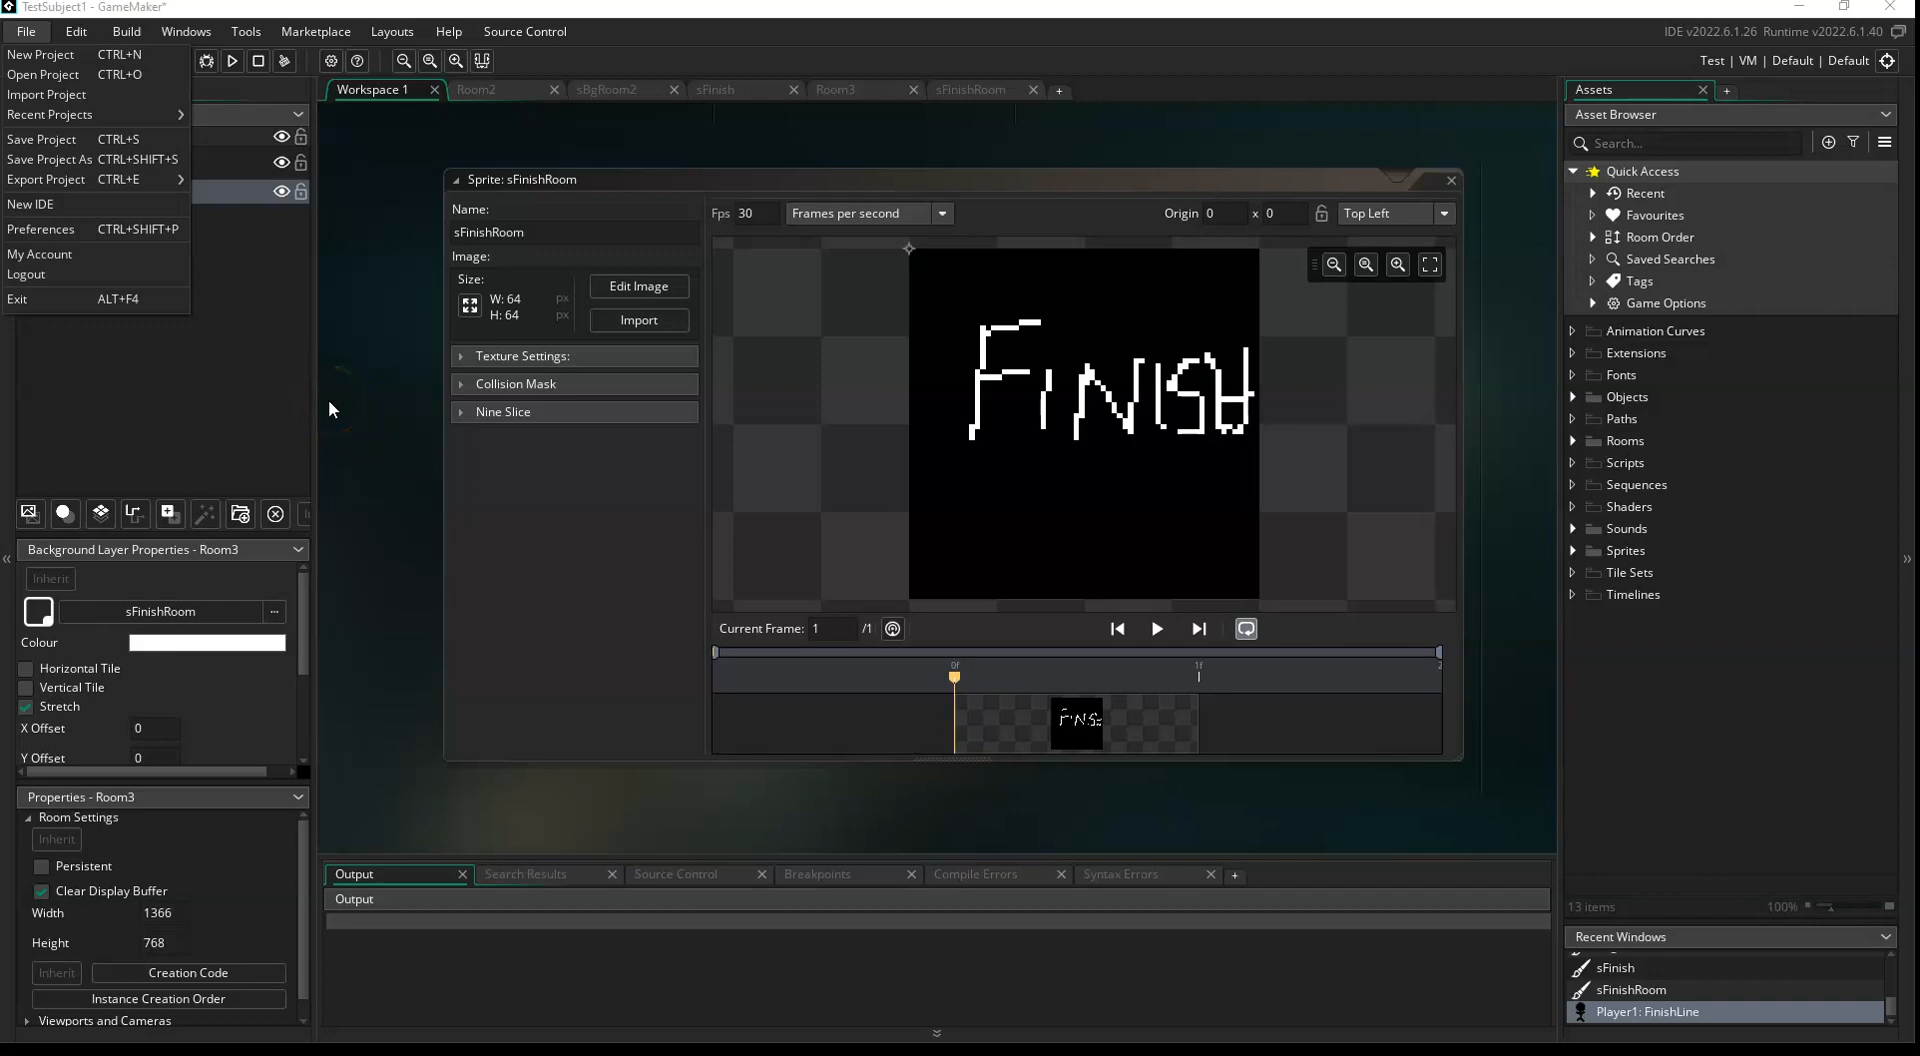 TestSubject1 - GameMaker*
File Edit Build Windows Tools Marketplace Layouts Help Source Control
IDE v2022.6.1.26 Runtime v2022.6.1.40
New Project CTRL+N
Open Project CTRL+O
Import Project
Recent Projects
Save Project CTRL+S
Save Project As CTRL+SHIFT+S
Export Project CTRL+E
New IDE
Preferences CTRL+SHIFT+P
My Account
Logout
Exit ALT+F4
Test | VM | Default | Default
Workspace 1 Room2 sBgRoom2 sFinish Room3 sFinishRoom
Sprite: sFinishRoom
Name:
sFinishRoom
Image:
Size:
W: 64 px
H: 64 px
Edit Image
Import
Texture Settings:
Collision Mask
Nine Slice
Fps 30 Frames per second
Origin 0 x 0 Top Left
FINISH
Current Frame: 1 /1
0f 1f 2
Background Layer Properties - Room3
Inherit
sFinishRoom ...
Colour
Horizontal Tile
Vertical Tile
Stretch
X Offset 0
Y Offset 0
Properties - Room3
Room Settings
Inherit
Persistent
Clear Display Buffer
Width 1366
Height 768
Inherit Creation Code
Instance Creation Order
Viewports and Cameras
Output Search Results Source Control Breakpoints Compile Errors Syntax Errors
Output
Assets
Asset Browser
Search...
Quick Access
Recent
Favourites
Room Order
Saved Searches
Tags
Game Options
Animation Curves
Extensions
Fonts
Objects
Paths
Rooms
Scripts
Sequences
Shaders
Sounds
Sprites
Tile Sets
Timelines
13 items 100%
Recent Windows
sFinish
sFinishRoom
Player1: FinishLine